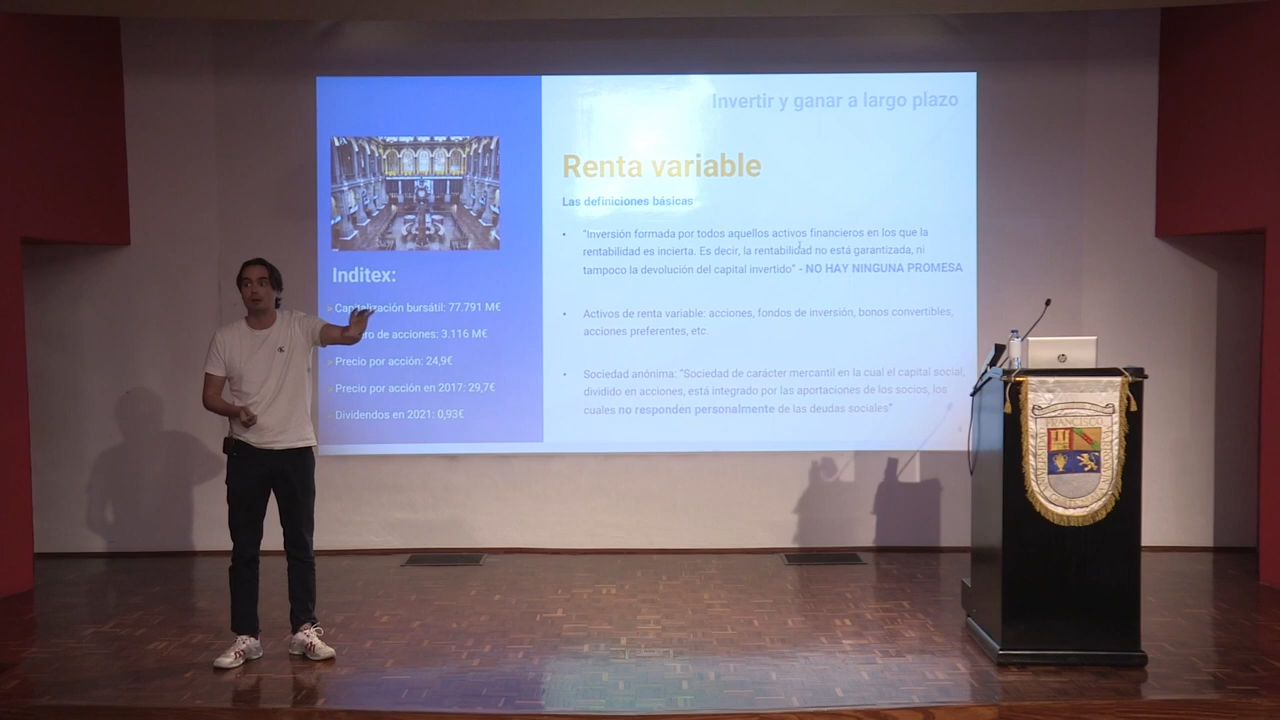 Invertir y ganar a largo plazo
Renta variable
Las definiciones básicas
• "Inversión formada por todos aquellos activos financieros en los que la
rentabilidad es incierta. Es decir, la rentabilidad no está garantizada, ni
tampoco la devolución del capital invertido" - NO HAY NINGUNA PROMESA
• Activos de renta variable: acciones, fondos de inversión, bonos convertibles,
acciones preferentes, etc.
• Sociedad anónima: "Sociedad de carácter mercantil en la cual el capital social,
dividido en acciones, está integrado por las aportaciones de los socios, los
cuales no responden personalmente de las deudas sociales"
Inditex:
- Capitalización bursátil: 77.791 M€
de acciones: 3.116 M€
- Precio por acción: 24,9€
- Precio por acción en 2017: 29,7€
- Dividendos en 2021: 0,93€
hp
FRANCISCO